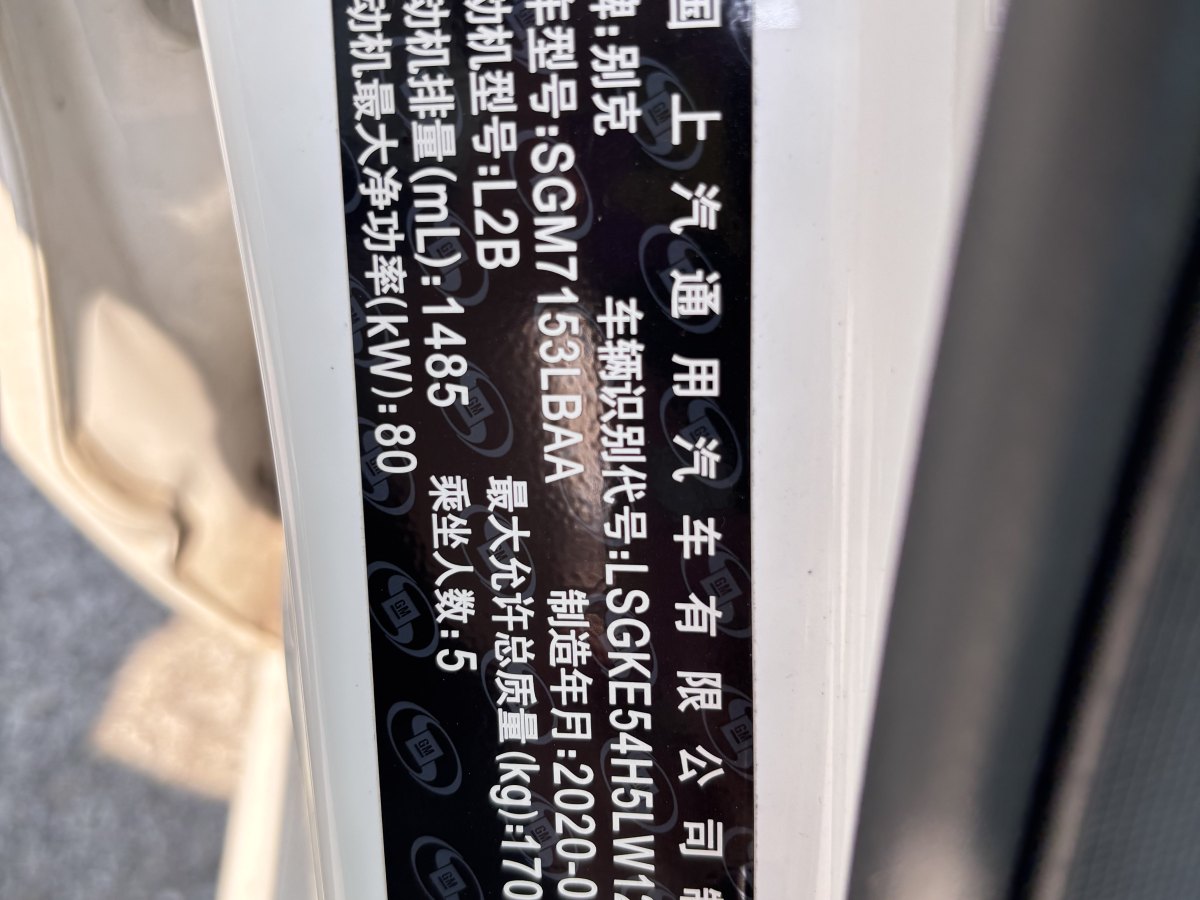 国上汽通用汽车有限公司制
牌:别克
车辆识别代号:LSGKE54H5LW12
车型号:SGM7153LBAA
制造年月:2020-0
动机型号:L2B
最大允许总质量(kg):170
动机排量(mL):1485
乘坐人数:5
动机最大净功率(kW):80
GM